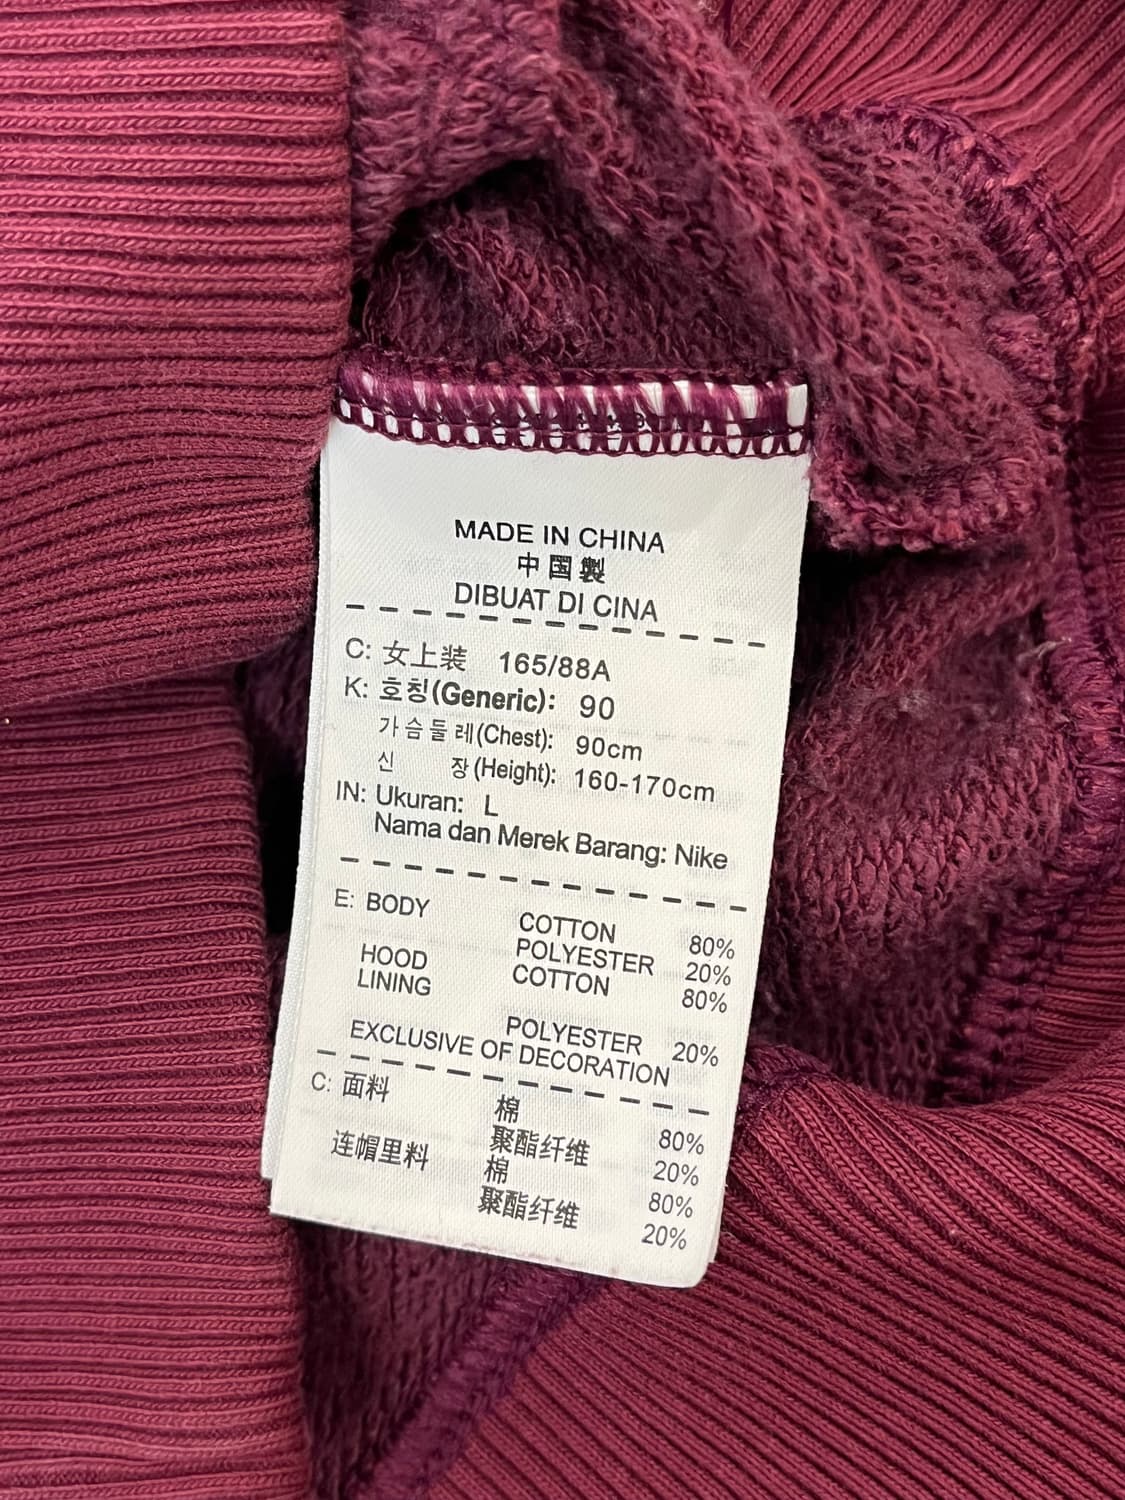 MADE IN CHINA
中国製
DIBUAT DI CINA
C: 女上装 165/88A
K: 호칭(Generic): 90
가슴둘레(Chest): 90cm
신 장(Height): 160-170cm
IN: Ukuran: L
Nama dan Merek Barang: Nike
E: BODY COTTON 80%
POLYESTER 20%
HOOD LINING COTTON 80%
POLYESTER 20%
EXCLUSIVE OF DECORATION
C: 面料 棉 80%
聚酯纤维 20%
连帽里料 棉 80%
聚酯纤维 20%